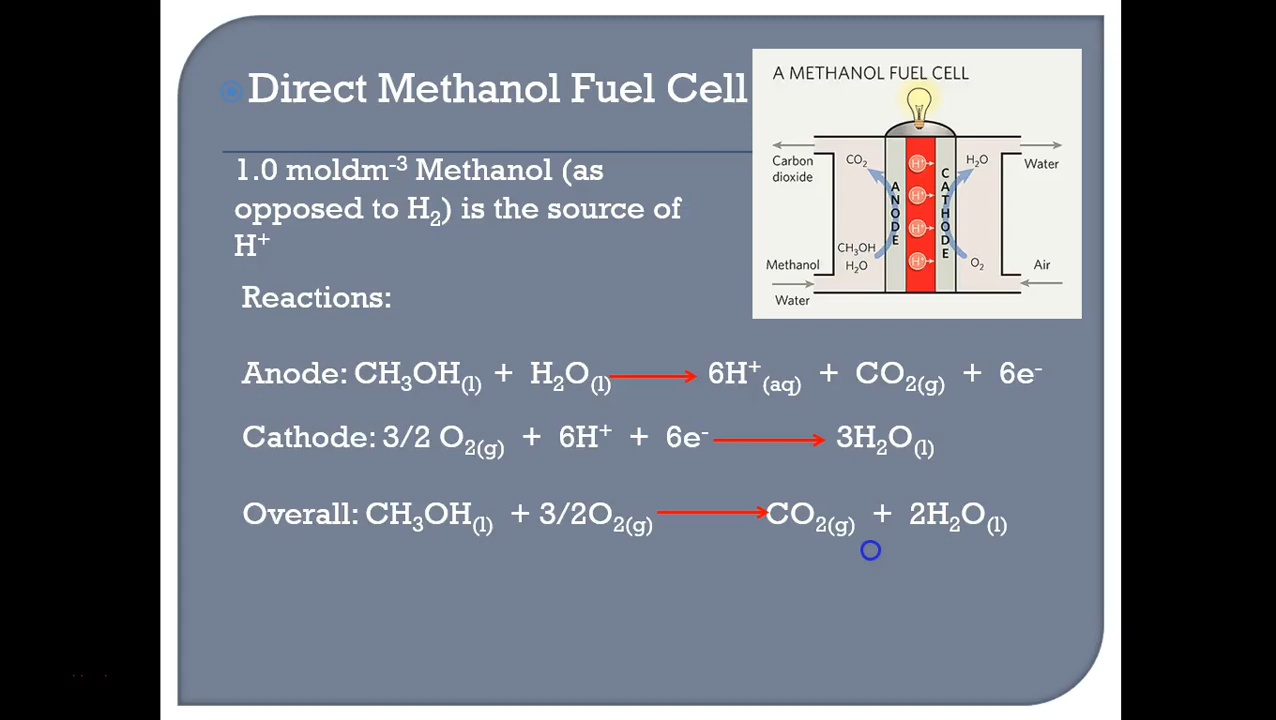 Direct Methanol Fuel Cell
1.0 moldm⁻³ Methanol (as
opposed to H₂) is the source of
H⁺
Reactions:
Anode: CH₃OH₍l₎ + H₂O₍l₎ → 6H⁺₍aq₎ + CO₂₍g₎ + 6e⁻
Cathode: 3/2 O₂₍g₎ + 6H⁺ + 6e⁻ → 3H₂O₍l₎
Overall: CH₃OH₍l₎ + 3/2O₂₍g₎ → CO₂₍g₎ + 2H₂O₍l₎
A METHANOL FUEL CELL
Carbon
dioxide
CO₂
H⁺
H⁺
H⁺
H⁺
ANODE
CATHODE
H₂O
Water
CH₃OH
H₂O
O₂
Methanol
Water
Air